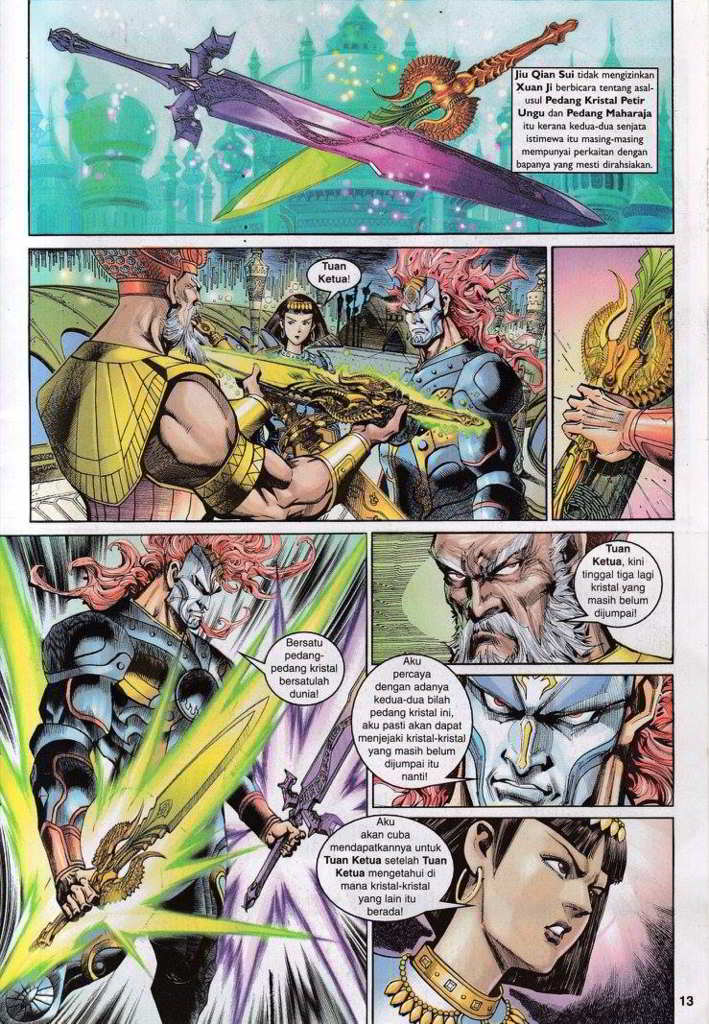 Jiu Qian Sui tidak mengizinkan
Xuan Ji berbicara tentang asal-
usul Pedang Kristal Petir
Ungu dan Pedang Maharaja
itu kerana kedua-dua senjata
istimewa itu masing-masing
mempunyai perkaitan dengan
bapanya yang mesti dirahsiakan.
Tuan
Ketua!
Bersatu
pedang-
pedang kristal
bersatulah
dunia!
Tuan
Ketua, kini
tinggal tiga lagi
kristal yang
masih belum
dijumpai!
Aku
percaya
dengan adanya
kedua-dua bilah
pedang kristal ini,
aku pasti akan dapat
menjejaki kristal-kristal
yang masih belum
dijumpai itu
nanti!
Aku
akan cuba
mendapatkannya untuk
Tuan Ketua setelah Tuan
Ketua mengetahui di
mana kristal-kristal
yang lain itu
berada!
13